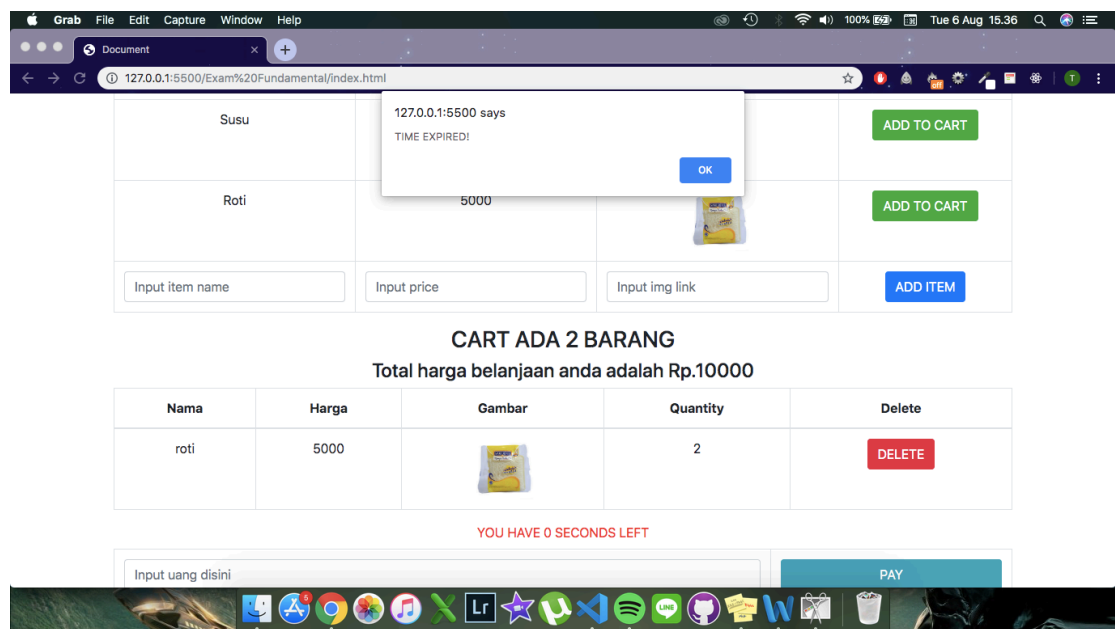 Grab File Edit Capture Window Help 100% Tue 6 Aug 15.36
Document
127.0.0.1:5500/Exam%20Fundamental/index.html
off
T
127.0.0.1:5500 says
TIME EXPIRED!
OK
Susu ADD TO CART
Roti 5000 ADD TO CART
Input item name Input price Input img link ADD ITEM
CART ADA 2 BARANG
Total harga belanjaan anda adalah Rp.10000
Nama Harga Gambar Quantity Delete
roti 5000 2 DELETE
YOU HAVE 0 SECONDS LEFT
Input uang disini PAY
5
Lr
LINE